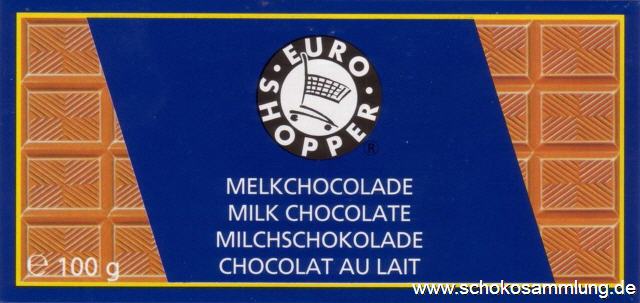 · EURO ·
SHOPPER
®
MELKCHOCOLADE
MILK CHOCOLATE
MILCHSCHOKOLADE
CHOCOLAT AU LAIT
℮ 100 g
www.schokosammlung.de